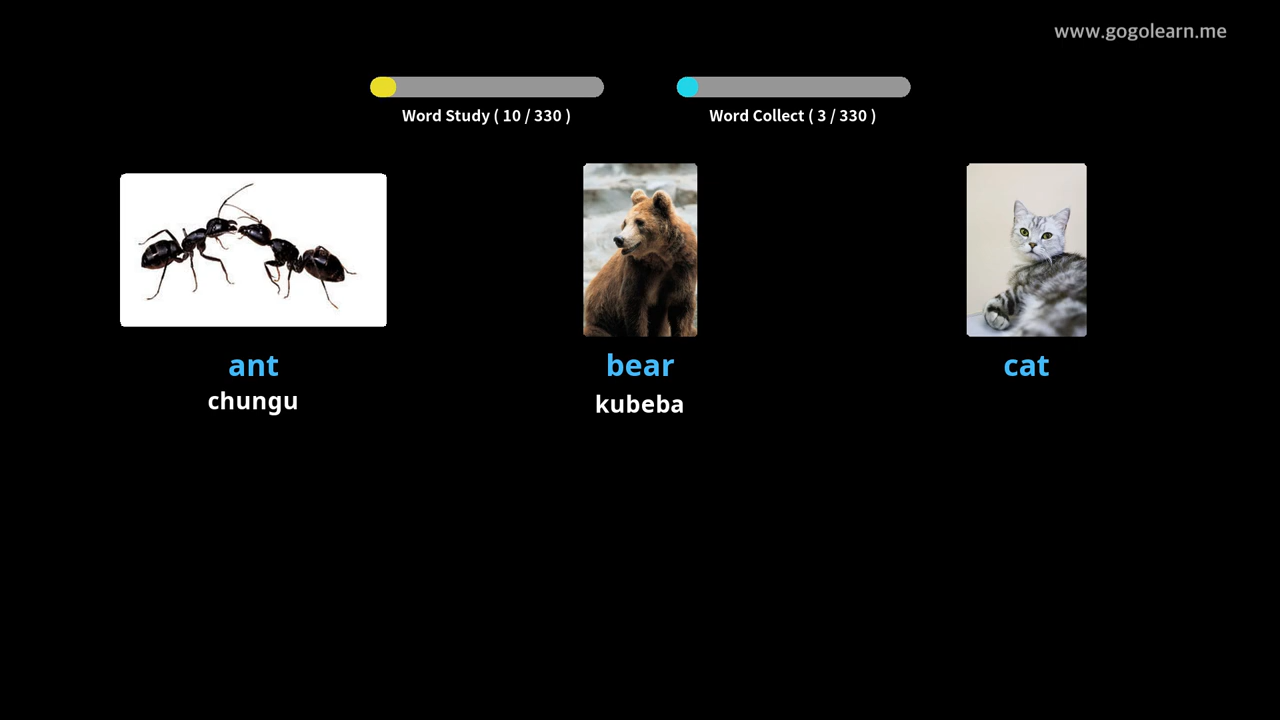 www.gogolearn.me
Word Study ( 10 / 330 )
Word Collect ( 3 / 330 )
ant
bear
cat
chungu
kubeba